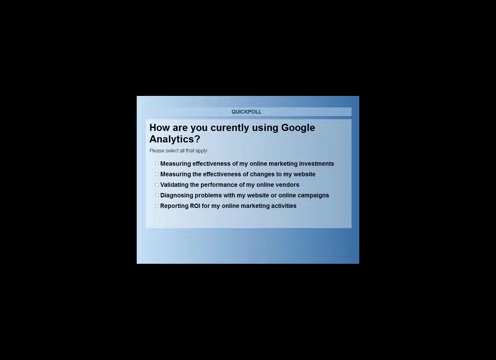 QUICKPOLL
How are you curently using Google
Analytics?
Please select all that apply:
Measuring effectiveness of my online marketing investments
Measuring the effectiveness of changes to my website
Validating the performance of my online vendors
Diagnosing problems with my website or online campaigns
Reporting ROI for my online marketing activities